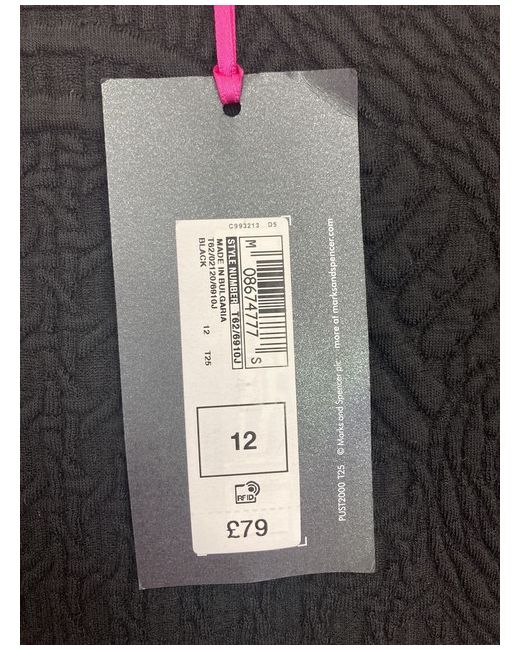 C993213 D5
M 08674777 S
STYLE NUMBER T62/6910J
MADE IN BULGARIA
T62/02120/6910J
BLACK
12 T25
12
RFID
£79
PUST2000 T25 © Marks and Spencer plc more at marksandspencer.com